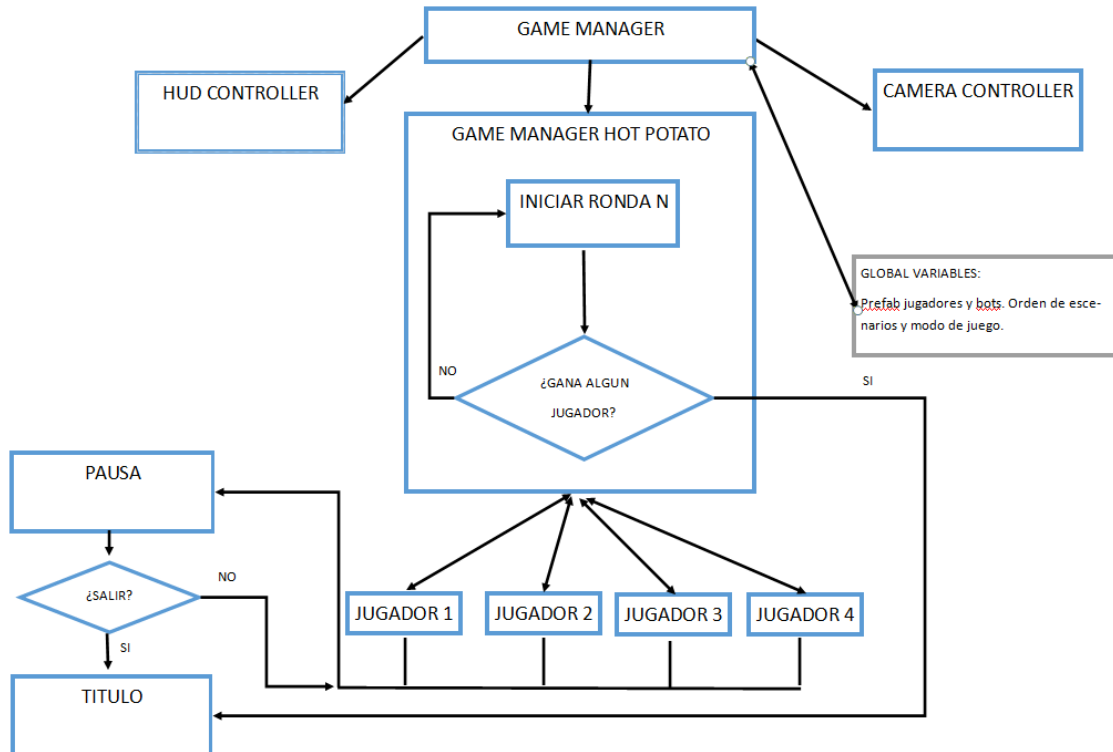 GAME MANAGER
HUD CONTROLLER
CAMERA CONTROLLER
GAME MANAGER HOT POTATO
INICIAR RONDA N
GLOBAL VARIABLES:
Prefab jugadores y bots. Orden de esce-
narios y modo de juego.
NO
¿GANA ALGUN
JUGADOR?
SI
PAUSA
¿SALIR?
NO
SI
JUGADOR 1
JUGADOR 2
JUGADOR 3
JUGADOR 4
TITULO